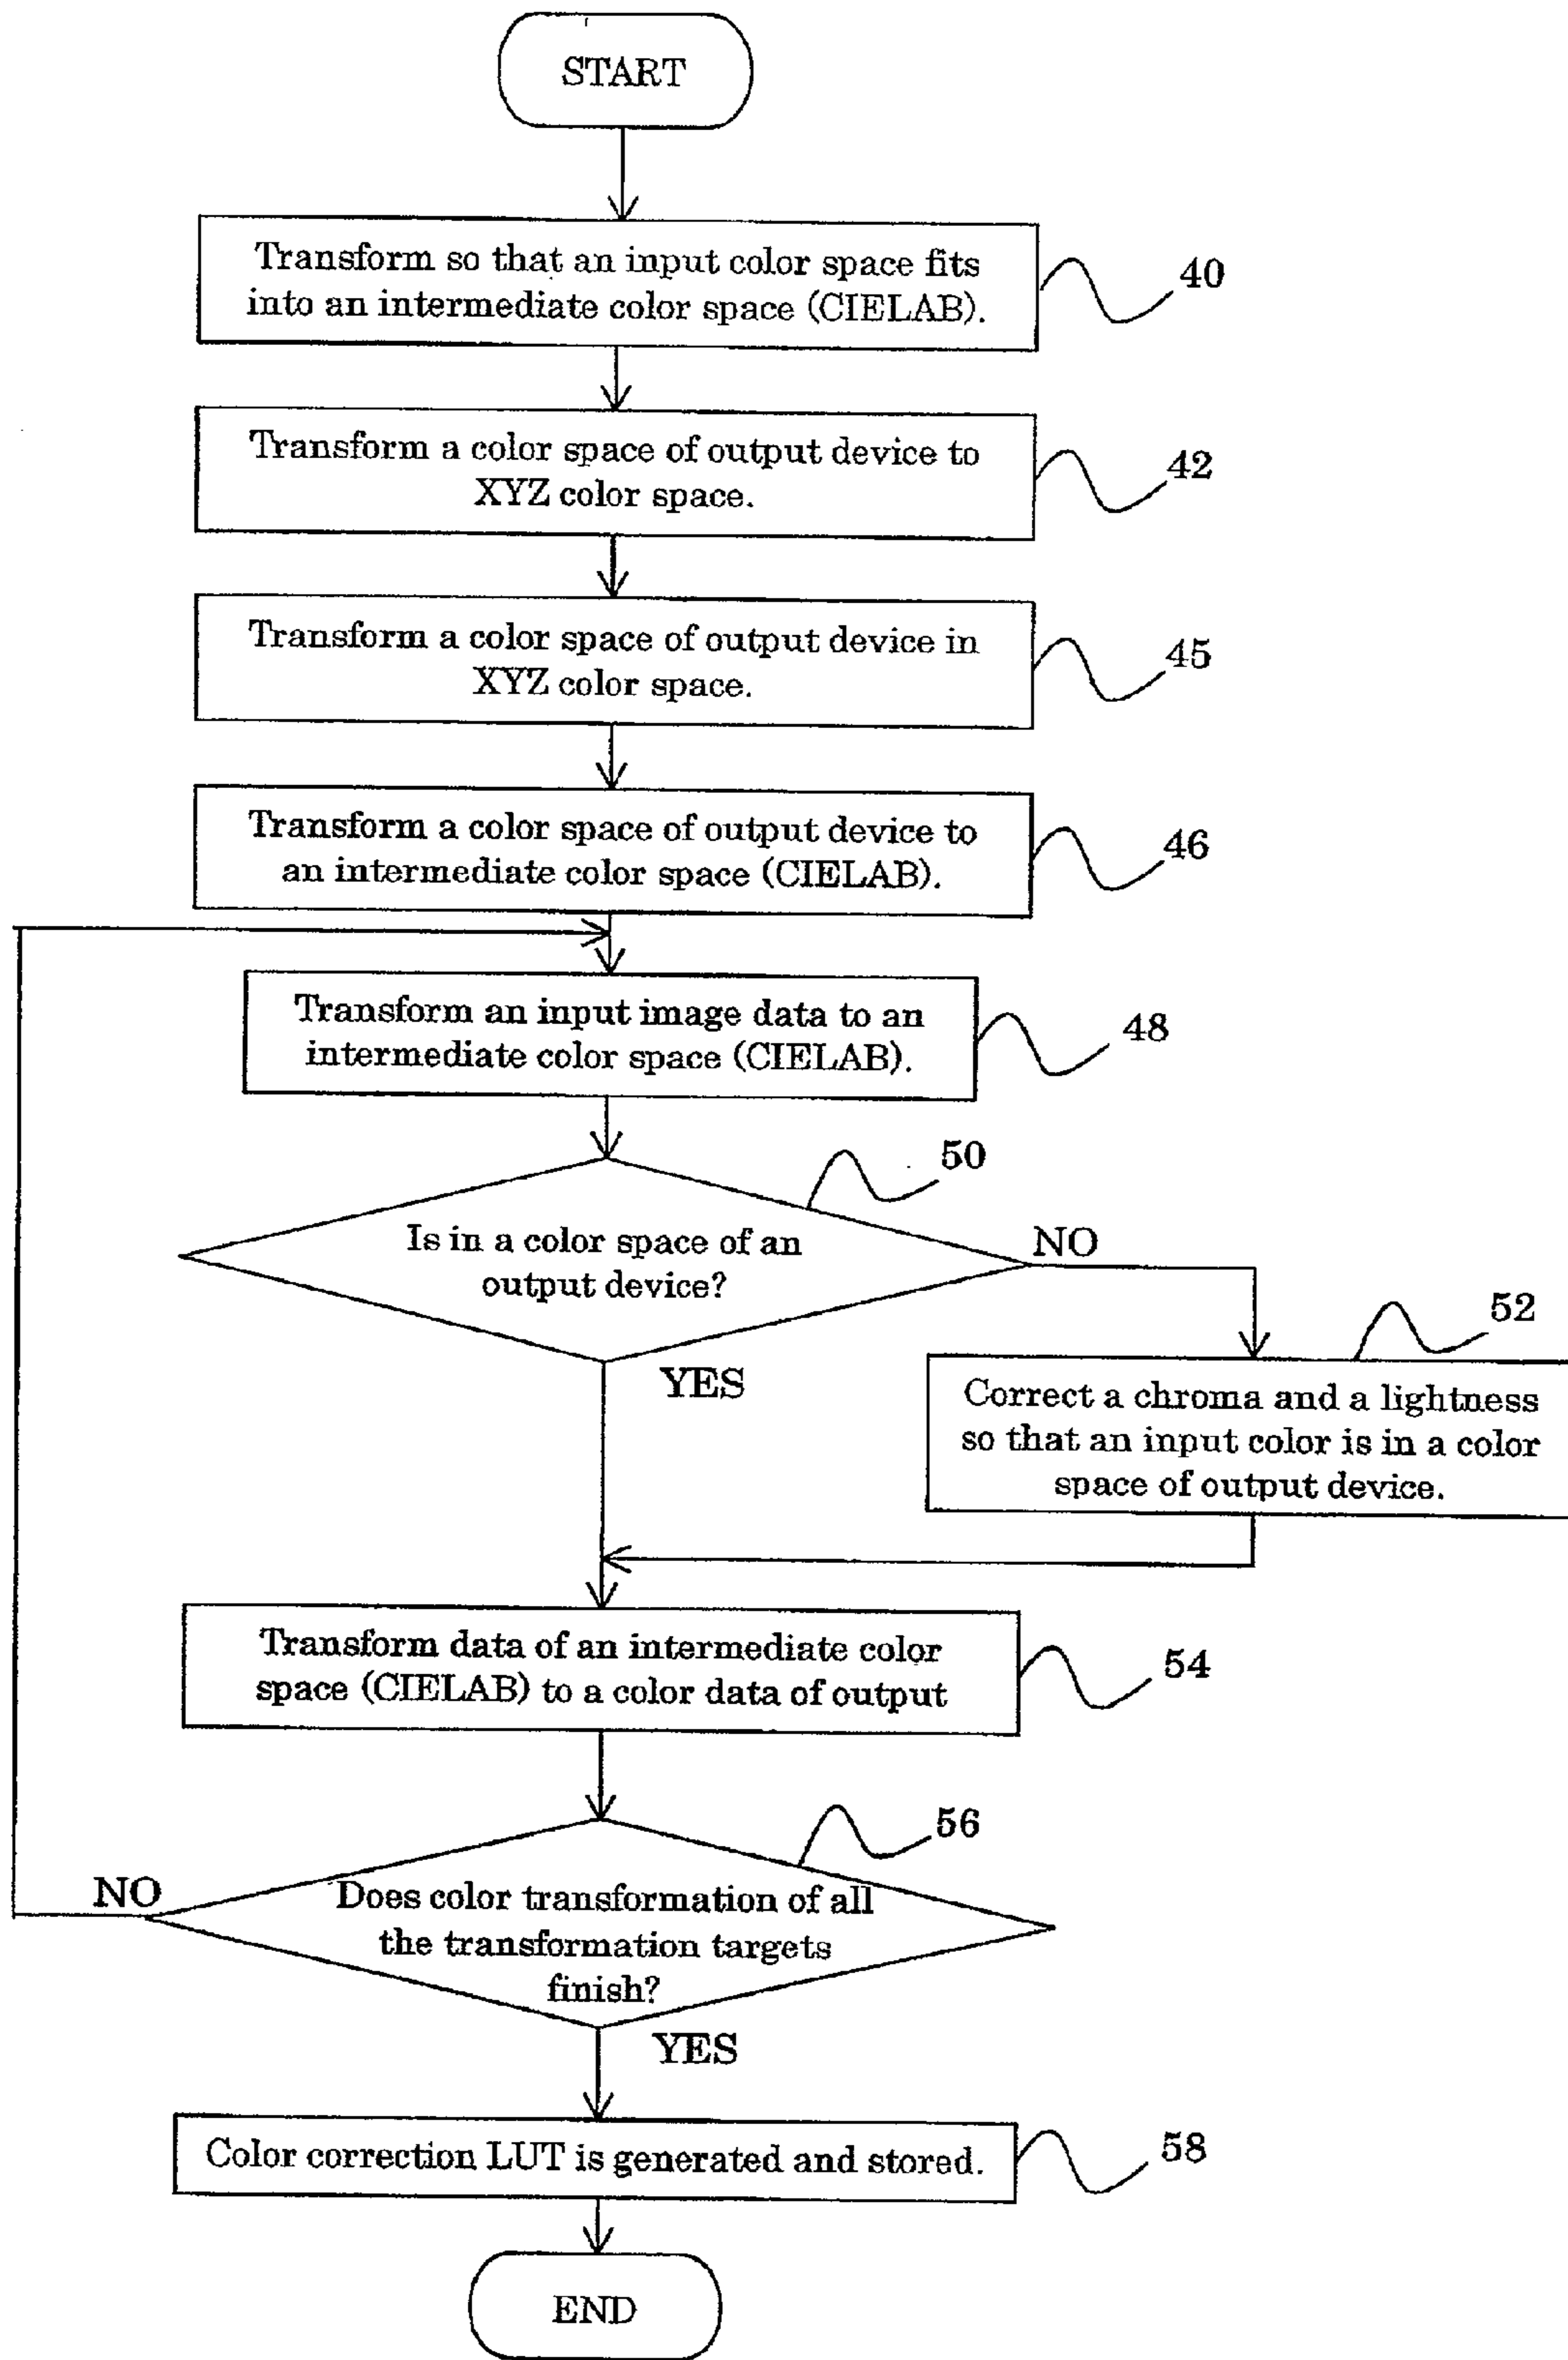 START
Transform so that an input color space fits
into an intermediate color space (CIELAB).
40
Transform a color space of output device to
XYZ color space.
42
Transform a color space of output device in
XYZ color space.
45
Transform a color space of output device to
an intermediate color space (CIELAB).
46
Transform an input image data to an
intermediate color space (CIELAB).
48
50
Is in a color space of an
output device?
NO
YES
52
Correct a chroma and a lightness
so that an input color is in a color
space of output device.
Transform data of an intermediate color
space (CIELAB) to a color data of output
54
56
NO
Does color transformation of all
the transformation targets
finish?
YES
Color correction LUT is generated and stored.
58
END